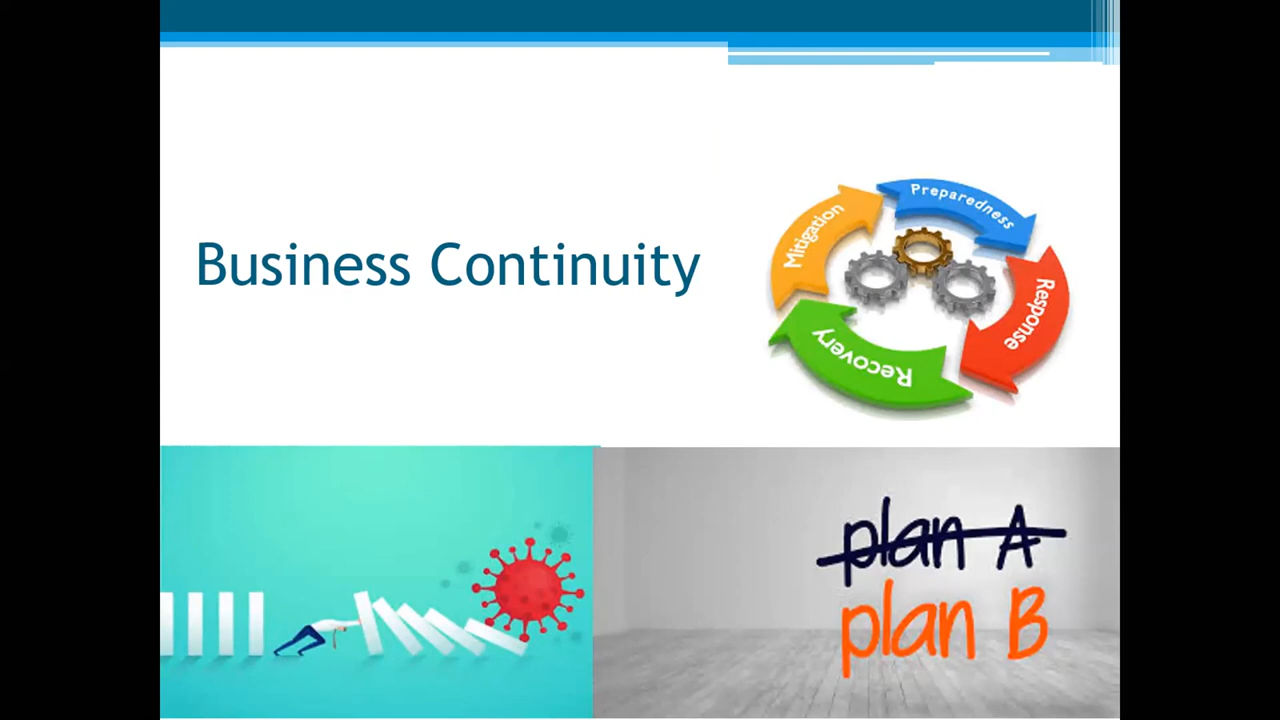 Business Continuity
Mitigation
Preparedness
Response
Recovery
plan A
plan B